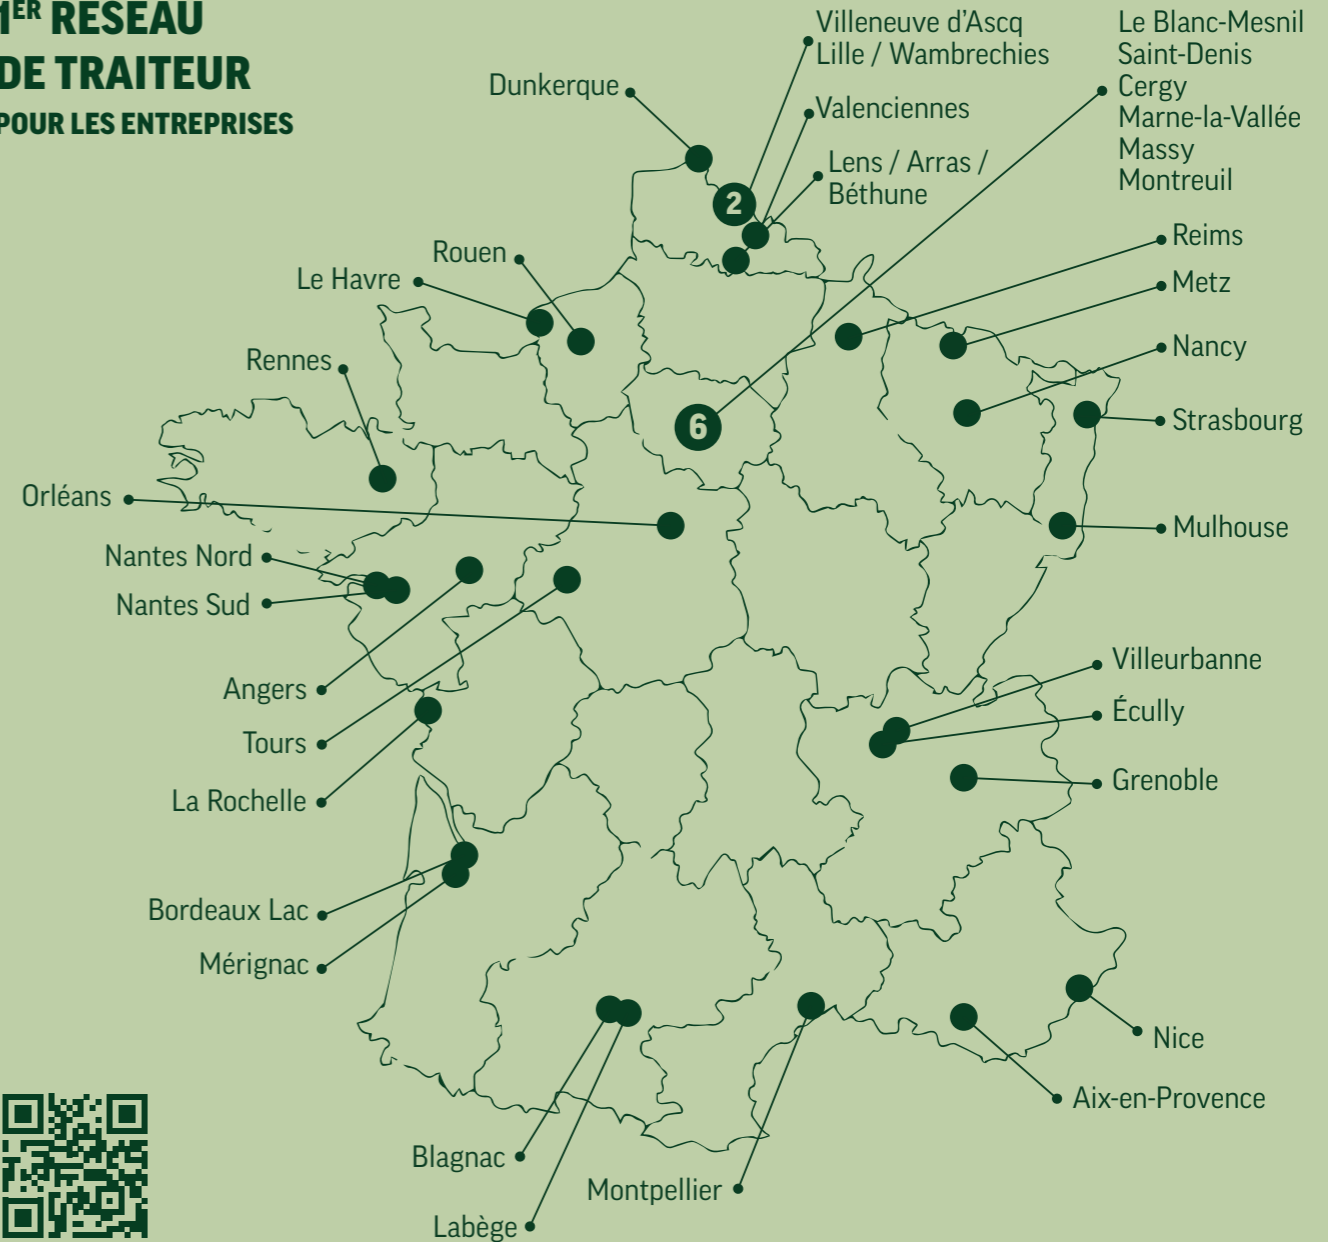 1ER RÉSEAU
DE TRAITEUR
POUR LES ENTREPRISES
Villeneuve d’Ascq
Lille / Wambrechies
Le Blanc-Mesnil
Saint-Denis
Cergy
Marne-la-Vallée
Massy
Montreuil
Dunkerque
Valenciennes
Lens / Arras /
Béthune
2
Reims
Rouen
Le Havre
Metz
Nancy
Rennes
Strasbourg
6
Orléans
Mulhouse
Nantes Nord
Nantes Sud
Villeurbanne
Angers
Écully
Tours
Grenoble
La Rochelle
Bordeaux Lac
Mérignac
Nice
Aix-en-Provence
Blagnac
Montpellier
Labège